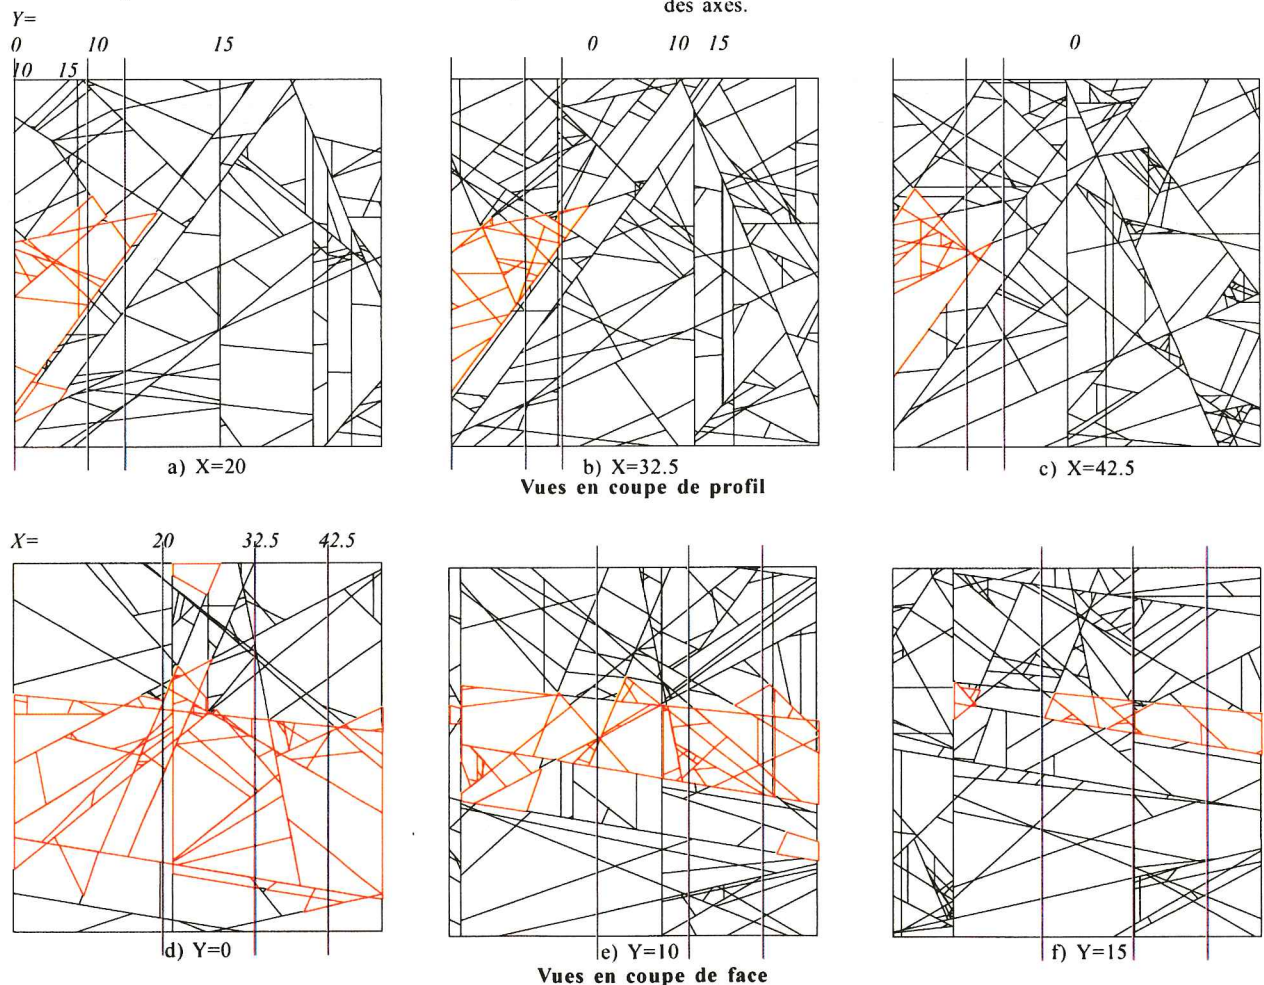 des axes.
Y=
0 10 15 0 10 15 0
10 15
a) X=20 b) X=32.5 c) X=42.5
Vues en coupe de profil
X= 20 32.5 42.5
d) Y=0 e) Y=10 f) Y=15
Vues en coupe de face